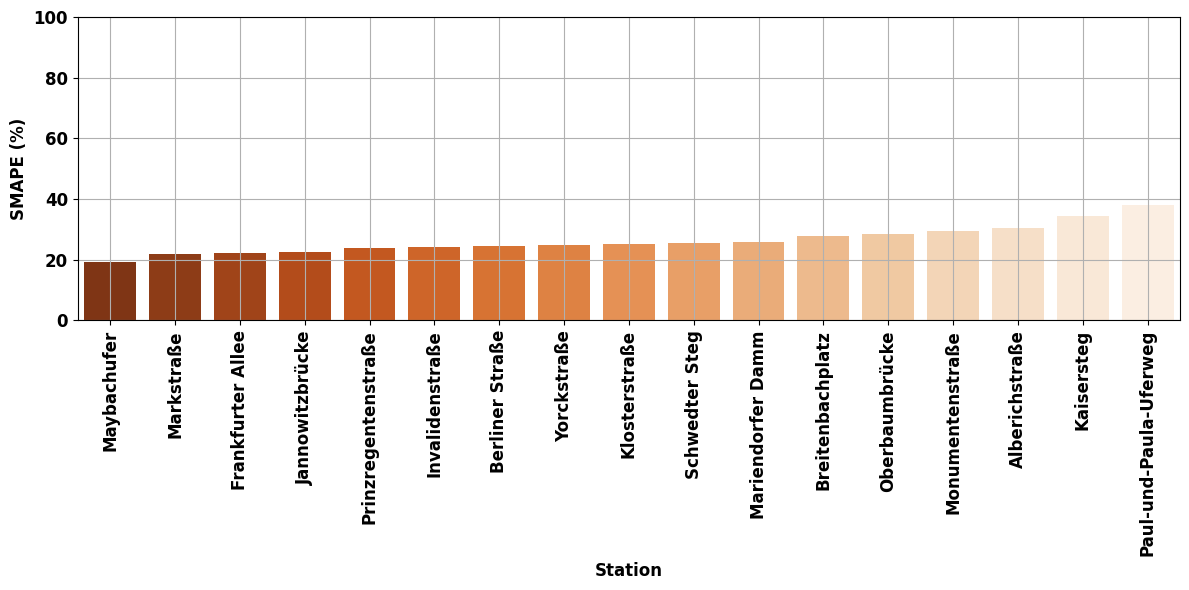 100
80
60
40
20
0
SMAPE (%)
Maybachufer
Markstraße
Frankfurter Allee
Jannowitzbrücke
Prinzregentenstraße
Invalidenstraße
Berliner Straße
Yorckstraße
Klosterstraße
Schwedter Steg
Mariendorfer Damm
Breitenbachplatz
Oberbaumbrücke
Monumentenstraße
Alberichstraße
Kaisersteg
Paul-und-Paula-Uferweg
Station